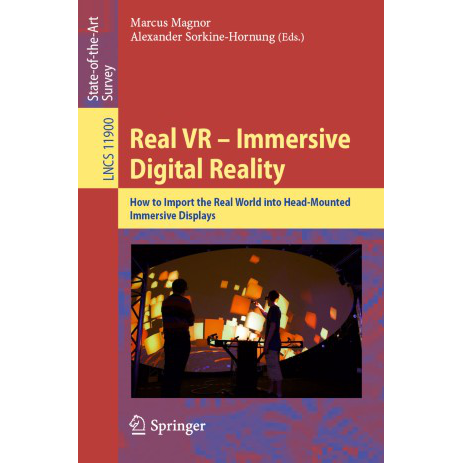 Marcus Magnor
Alexander Sorkine-Hornung (Eds.)
State-of-the-Art
Survey
LNCS 11900
Real VR – Immersive
Digital Reality
How to Import the Real World into Head-Mounted
Immersive Displays
Springer